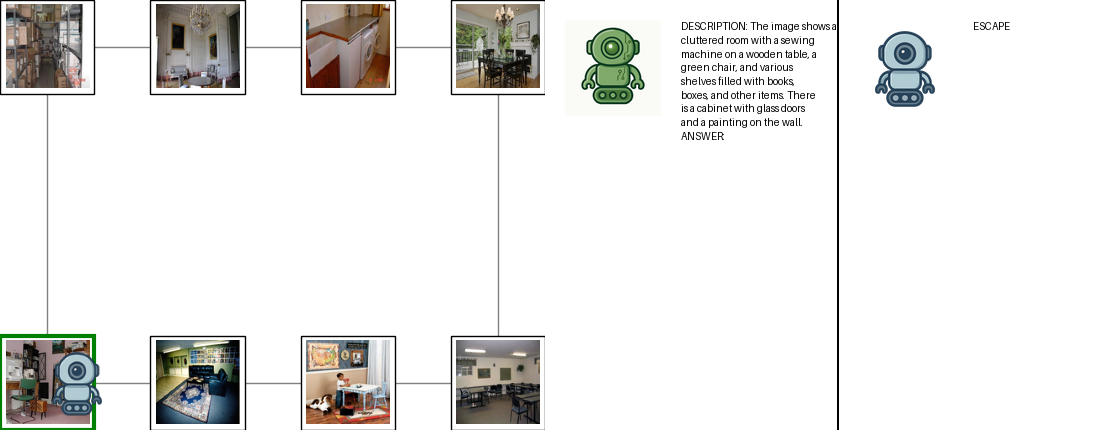 DESCRIPTION: The image shows a
cluttered room with a sewing
machine on a wooden table, a
green chair, and various
shelves filled with books,
boxes, and other items. There
is a cabinet with glass doors
and a painting on the wall.
ANSWER:
ESCAPE